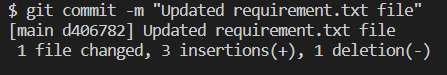 $ git commit -m "Updated requirement.txt file"
[main d406782] Updated requirement.txt file
 1 file changed, 3 insertions(+), 1 deletion(-)